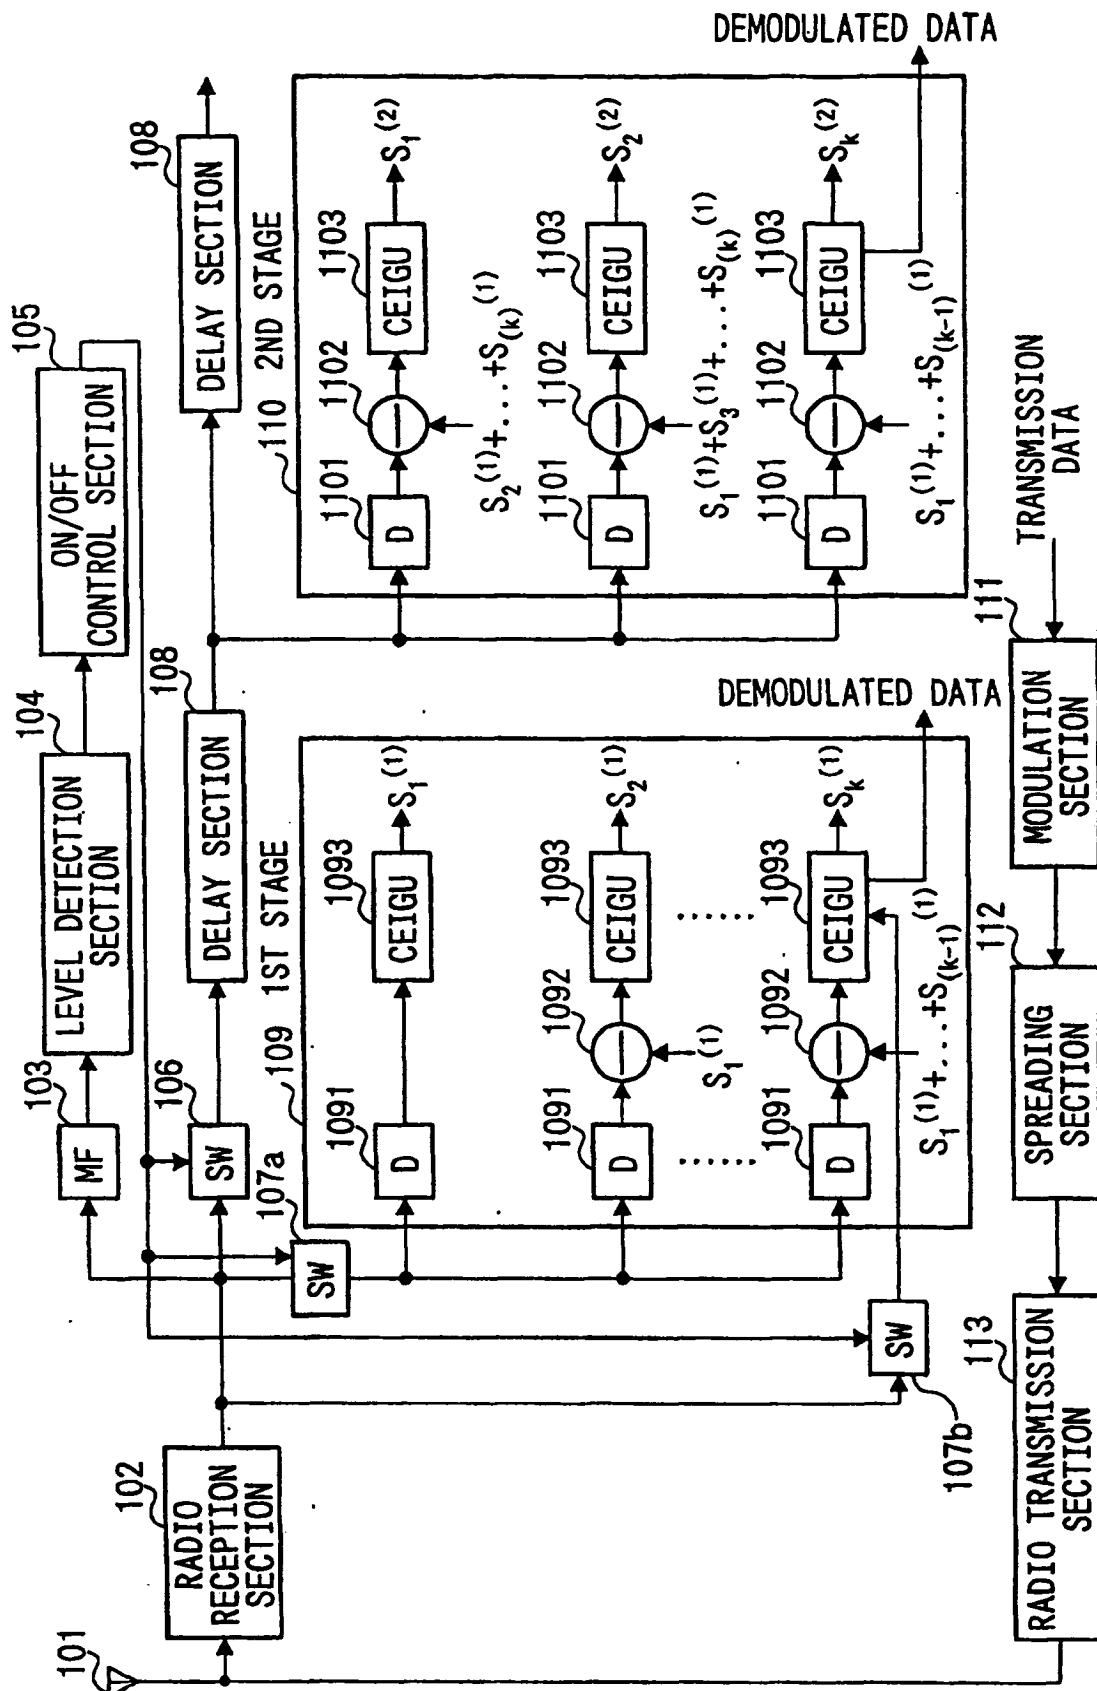 101
102
RADIO
RECEPTION
SECTION
103
MF
104
LEVEL DETECTION
SECTION
105
ON/OFF
CONTROL SECTION
106
SW
107a
SW
107b
SW
108
DELAY SECTION
108
DELAY SECTION
109 1ST STAGE
1091
D
1093
CEIGU
S1(1)
1091
D
1092
S1(1)
1093
CEIGU
S2(1)
1091
D
1092
S1(1)+....+S(k-1)(1)
1093
CEIGU
Sk(1)
DEMODULATED DATA
110 2ND STAGE
1101
D
1102
S2(1)+....+S(k)(1)
1103
CEIGU
S1(2)
1101
D
1102
S1(1)+S3(1)+....+S(k)(1)
1103
CEIGU
S2(2)
1101
D
1102
S1(1)+....+S(k-1)(1)
1103
CEIGU
Sk(2)
DEMODULATED DATA
TRANSMISSION
DATA
111
MODULATION
SECTION
112
SPREADING
SECTION
113
RADIO TRANSMISSION
SECTION